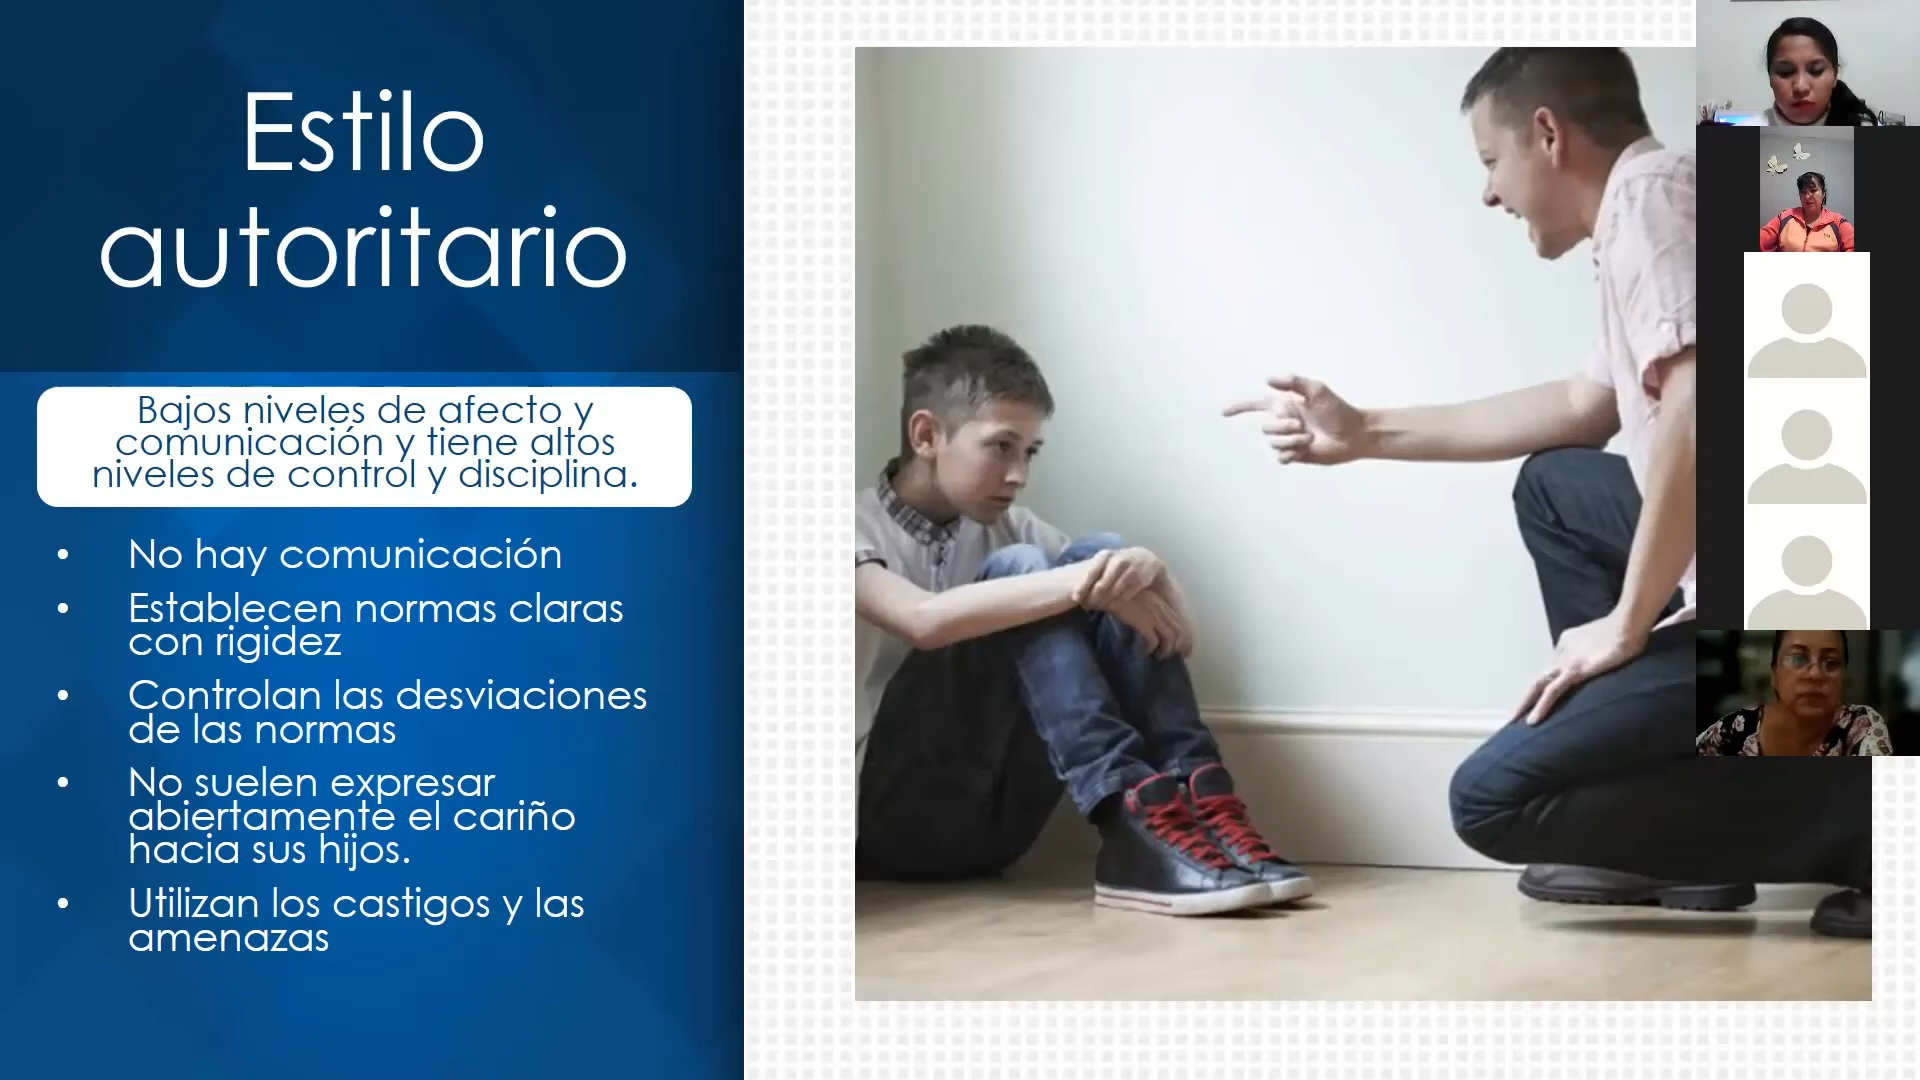 Estilo
autoritario
Bajos niveles de afecto y
comunicación y tiene altos
niveles de control y disciplina.
• No hay comunicación
• Establecen normas claras
con rigidez
• Controlan las desviaciones
de las normas
• No suelen expresar
abiertamente el cariño
hacia sus hijos.
• Utilizan los castigos y las
amenazas